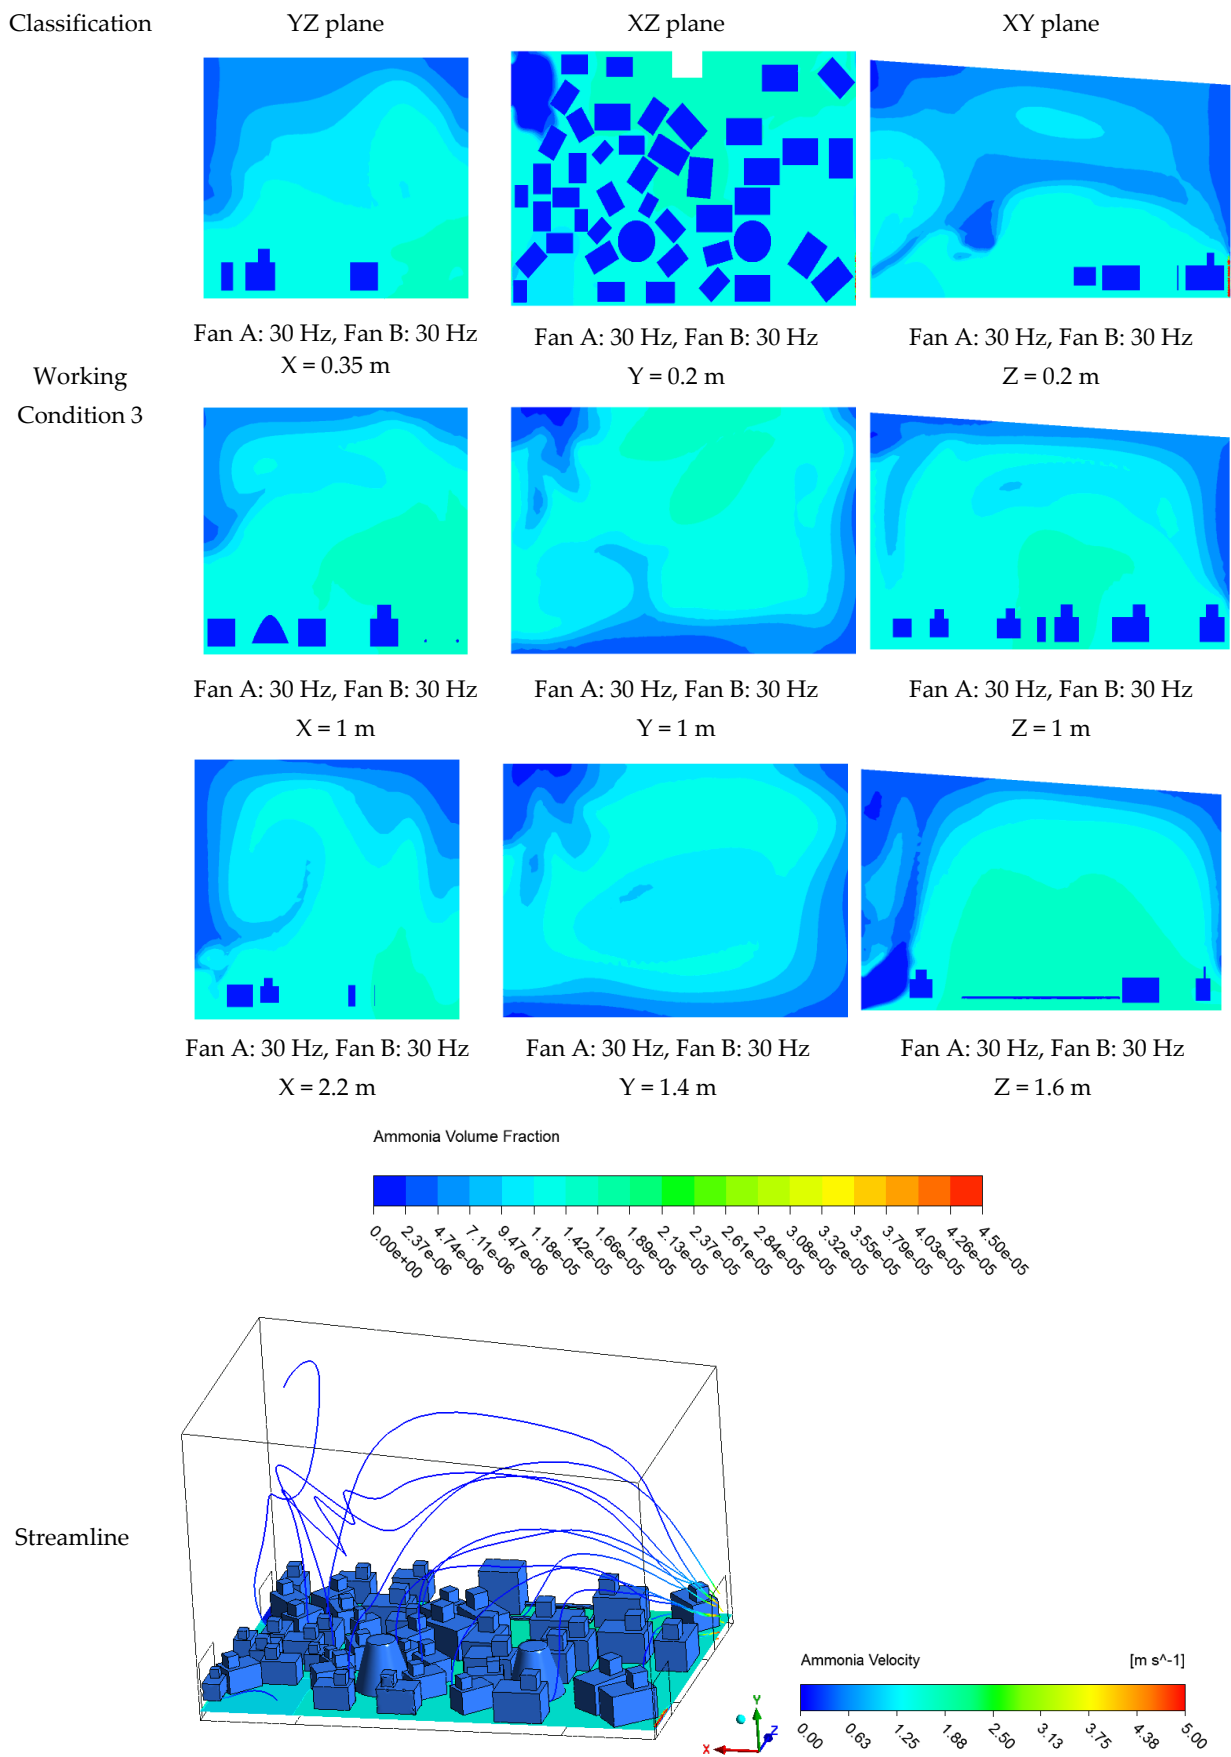 Classification YZ plane XZ plane XY plane
Fan A: 30 Hz, Fan B: 30 Hz Fan A: 30 Hz, Fan B: 30 Hz Fan A: 30 Hz, Fan B: 30 Hz
X = 0.35 m Y = 0.2 m Z = 0.2 m
Working
Condition 3
Fan A: 30 Hz, Fan B: 30 Hz Fan A: 30 Hz, Fan B: 30 Hz Fan A: 30 Hz, Fan B: 30 Hz
X = 1 m Y = 1 m Z = 1 m
Fan A: 30 Hz, Fan B: 30 Hz Fan A: 30 Hz, Fan B: 30 Hz Fan A: 30 Hz, Fan B: 30 Hz
X = 2.2 m Y = 1.4 m Z = 1.6 m
Ammonia Volume Fraction
0.00e+00 2.37e-06 4.74e-06 7.11e-06 9.47e-06 1.18e-05 1.42e-05 1.66e-05 1.89e-05 2.13e-05 2.37e-05 2.61e-05 2.84e-05 3.08e-05 3.32e-05 3.55e-05 3.79e-05 4.03e-05 4.26e-05 4.50e-05
Streamline
Y
Z
X
Ammonia Velocity [m s^-1]
0.00 0.63 1.25 1.88 2.50 3.13 3.75 4.38 5.00